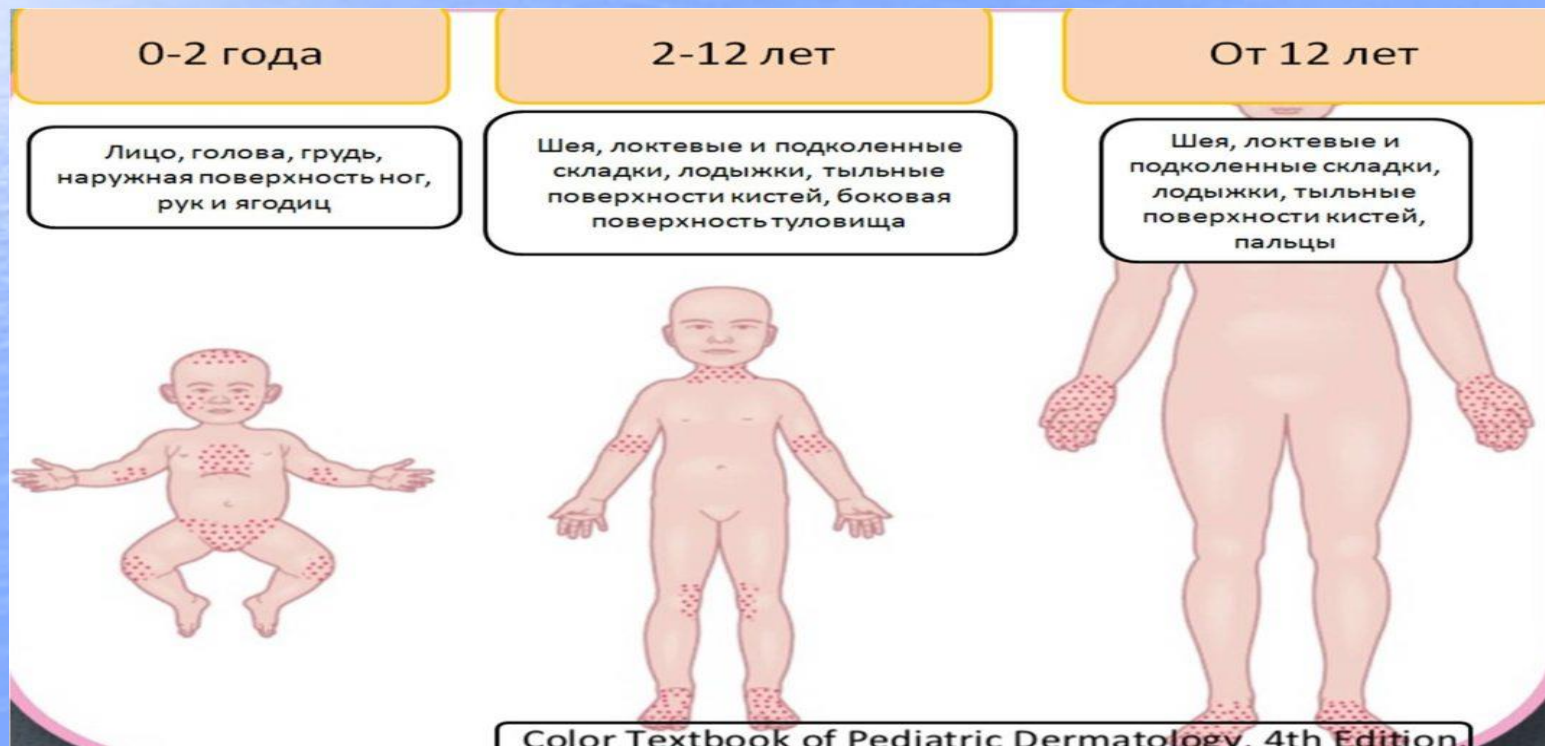 0-2 года
Лицо, голова, грудь,
наружная поверхность ног,
рук и ягодиц
2-12 лет
Шея, локтевые и подколенные
складки, лодыжки, тыльные
поверхности кистей, боковая
поверхность туловища
От 12 лет
Шея, локтевые и
подколенные складки,
лодыжки, тыльные
поверхности кистей,
пальцы
Color Textbook of Pediatric Dermatology, 4th Edition